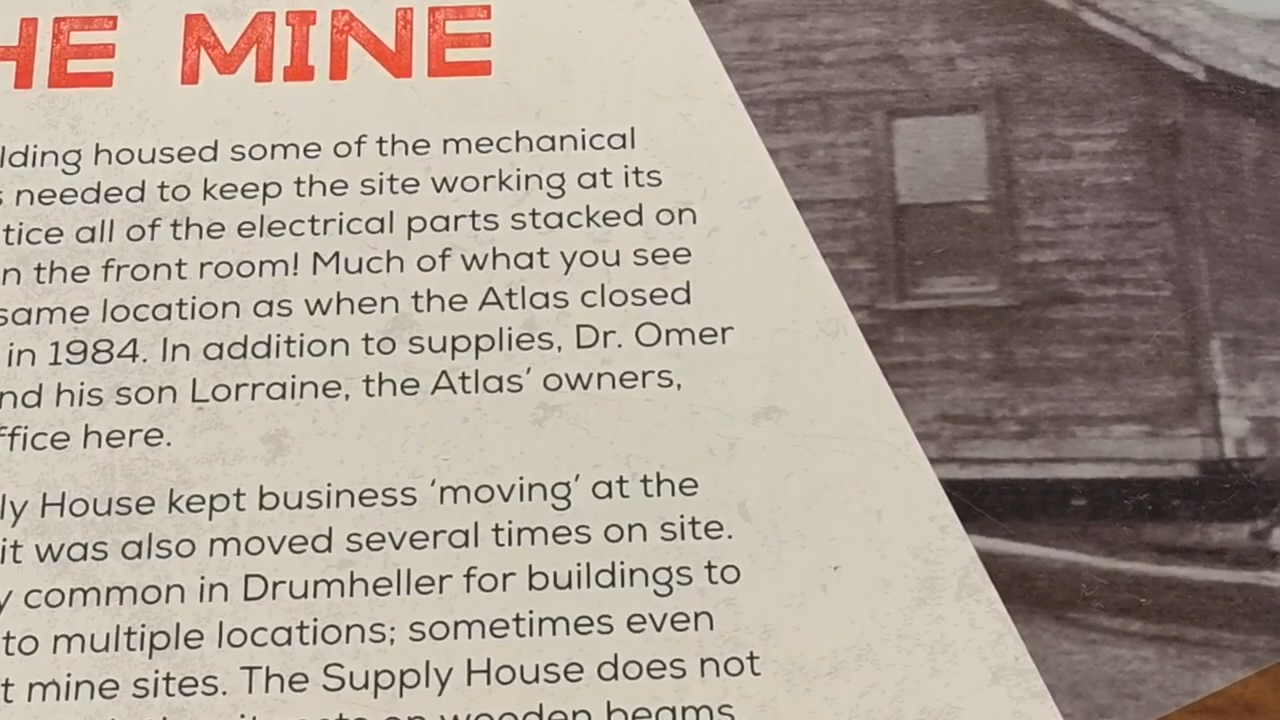 HE MINE
lding housed some of the mechanical
s needed to keep the site working at its
tice all of the electrical parts stacked on
n the front room! Much of what you see
same location as when the Atlas closed
in 1984. In addition to supplies, Dr. Omer
nd his son Lorraine, the Atlas’ owners,
ffice here.
ly House kept business ‘moving’ at the
it was also moved several times on site.
y common in Drumheller for buildings to
to multiple locations; sometimes even
t mine sites. The Supply House does not
on wooden beams